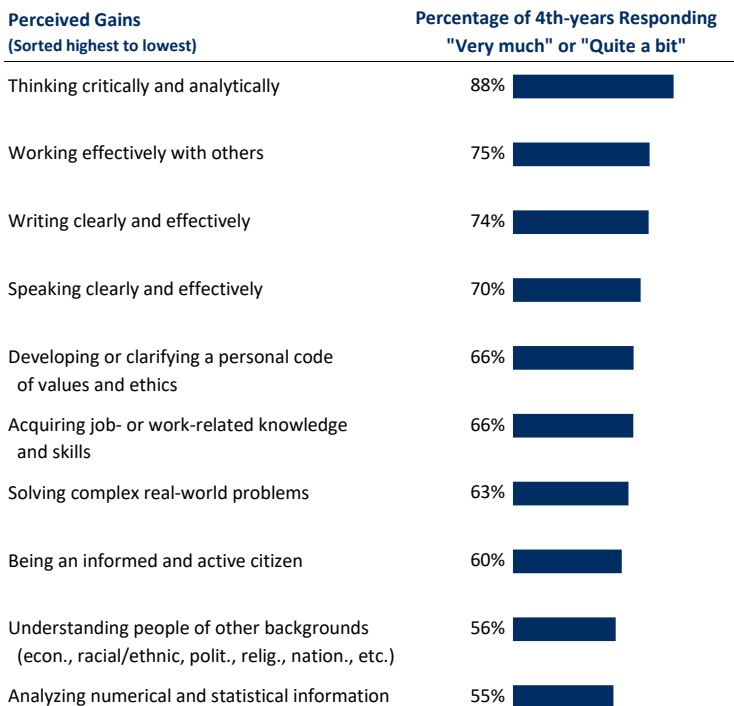 Perceived Gains
(Sorted highest to lowest)
Percentage of 4th-years Responding
"Very much" or "Quite a bit"
Thinking critically and analytically 88%
Working effectively with others 75%
Writing clearly and effectively 74%
Speaking clearly and effectively 70%
Developing or clarifying a personal code 66%
of values and ethics
Acquiring job- or work-related knowledge 66%
and skills
Solving complex real-world problems 63%
Being an informed and active citizen 60%
Understanding people of other backgrounds 56%
(econ., racial/ethnic, polit., relig., nation., etc.)
Analyzing numerical and statistical information 55%